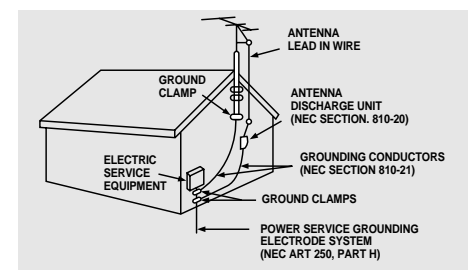 ANTENNA
LEAD IN WIRE
GROUND
CLAMP
ANTENNA
DISCHARGE UNIT
(NEC SECTION. 810-20)
ELECTRIC
SERVICE
EQUIPMENT
GROUNDING CONDUCTORS
(NEC SECTION 810-21)
GROUND CLAMPS
POWER SERVICE GROUNDING
ELECTRODE SYSTEM
(NEC ART 250, PART H)